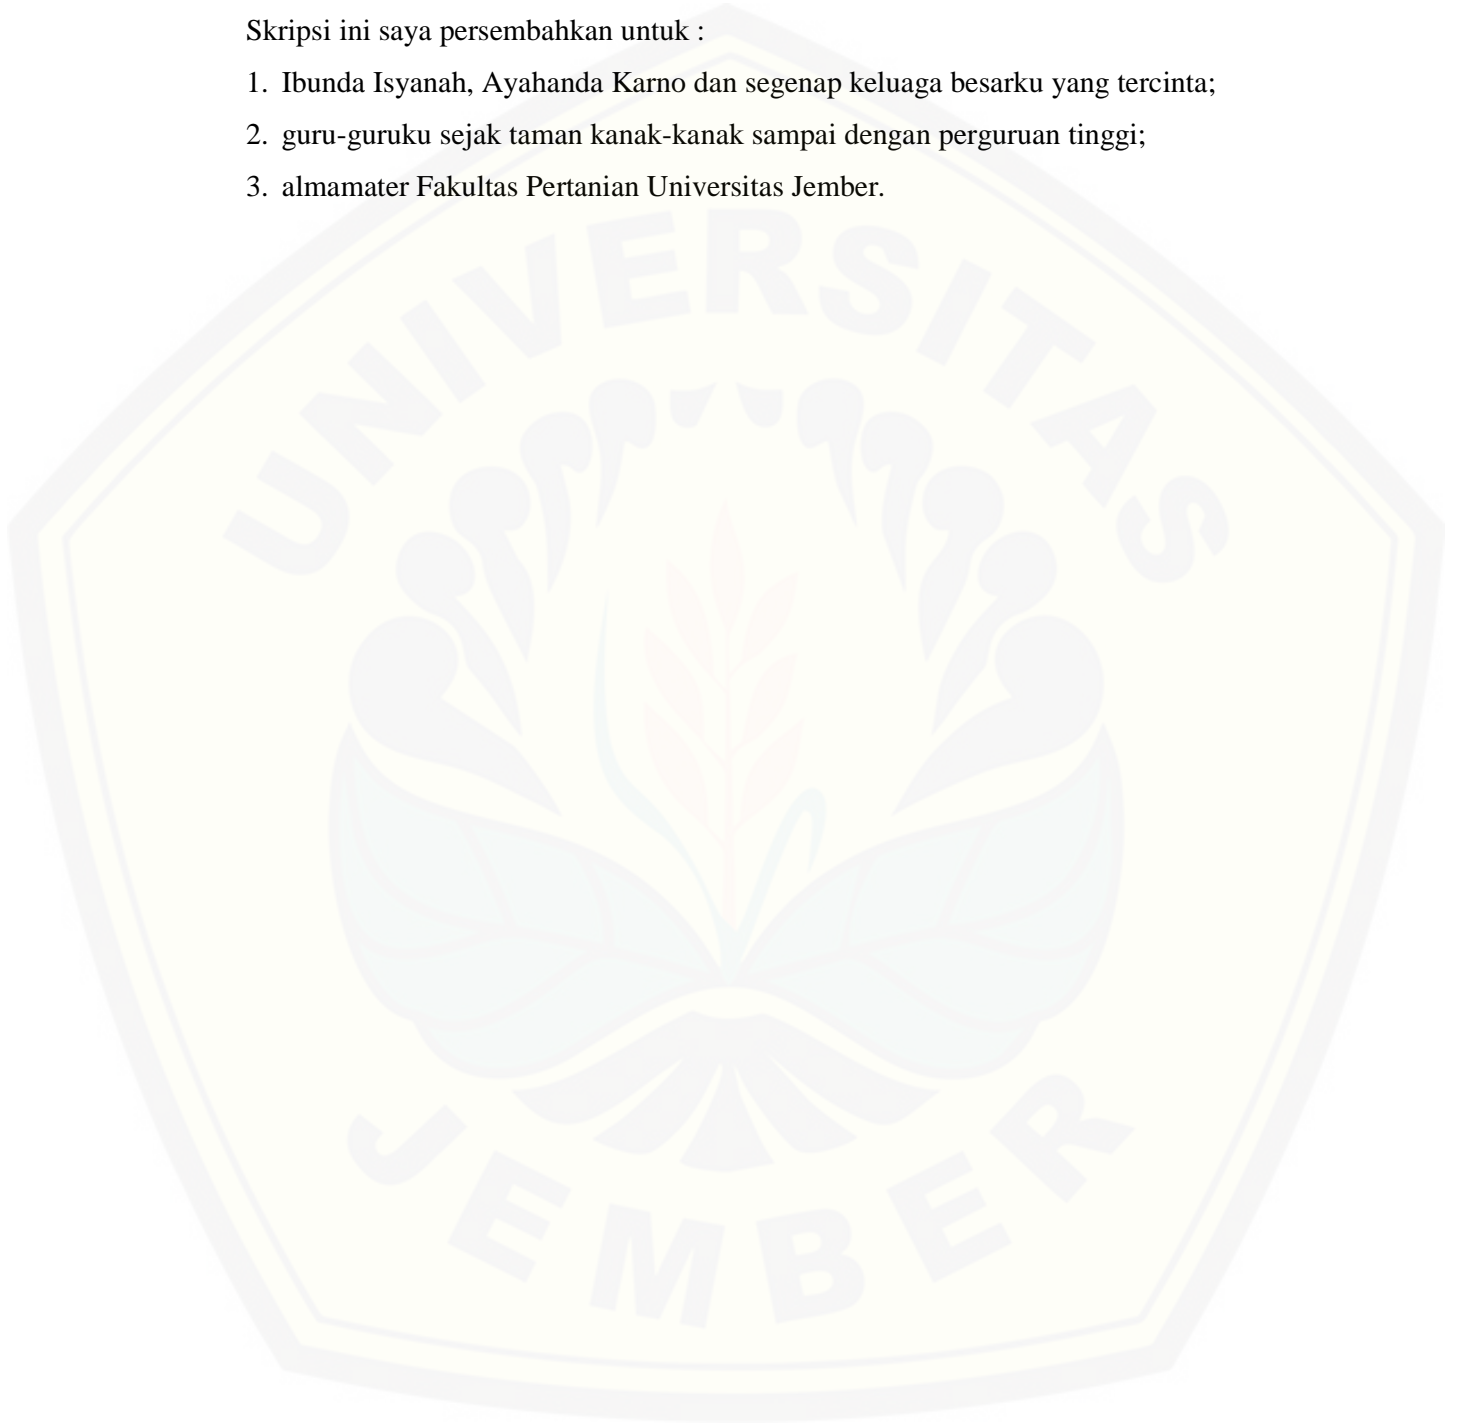 Skripsi ini saya persembahkan untuk :
1. Ibunda Isyanah, Ayahanda Karno dan segenap keluaga besarku yang tercinta;
2. guru-guruku sejak taman kanak-kanak sampai dengan perguruan tinggi;
3. almamater Fakultas Pertanian Universitas Jember.
UNIVERSITAS
JEMBER